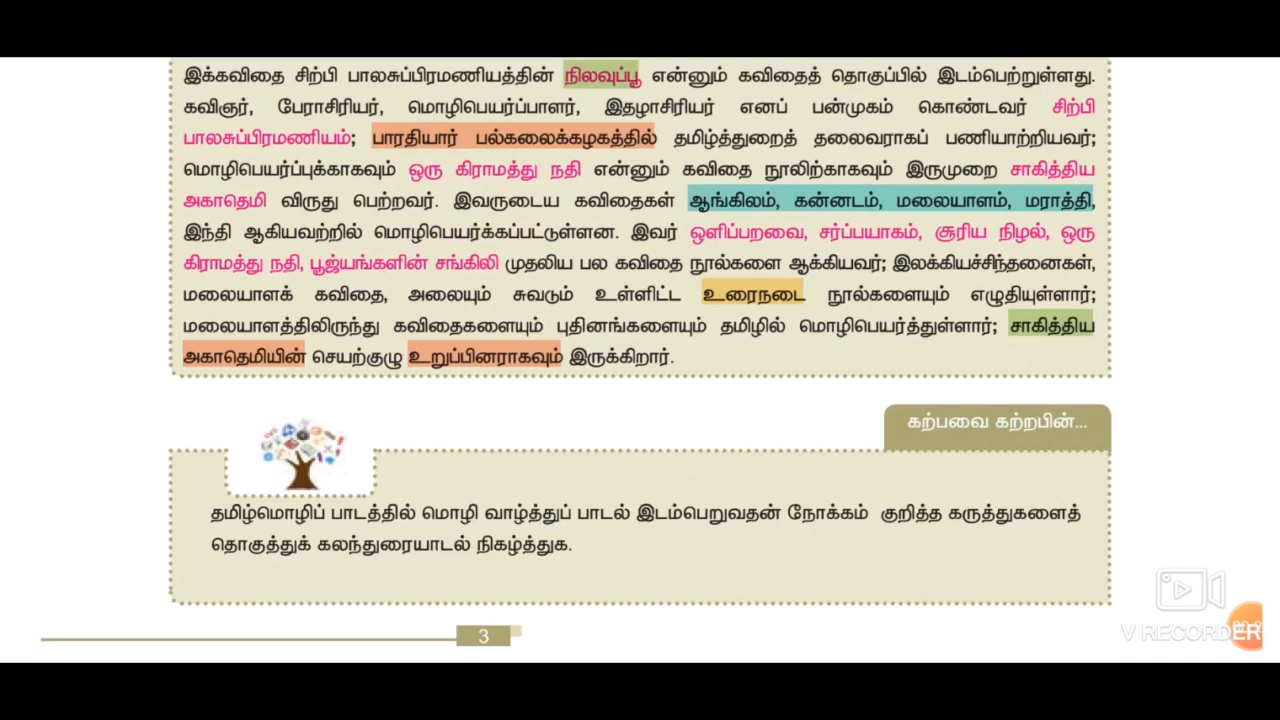 இக்கவிதை சிற்பி பாலசுப்பிரமணியத்தின் நிலவுப்பூ என்னும் கவிதைத் தொகுப்பில் இடம்பெற்றுள்ளது.
கவிஞர், பேராசிரியர், மொழிபெயர்ப்பாளர், இதழாசிரியர் எனப் பன்முகம் கொண்டவர் சிற்பி
பாலசுப்பிரமணியம்; பாரதியார் பல்கலைக்கழகத்தில் தமிழ்த்துறைத் தலைவராகப் பணியாற்றியவர்;
மொழிபெயர்ப்புக்காகவும் ஒரு கிராமத்து நதி என்னும் கவிதை நூலிற்காகவும் இருமுறை சாகித்திய
அகாதெமி விருது பெற்றவர். இவருடைய கவிதைகள் ஆங்கிலம், கன்னடம், மலையாளம், மராத்தி,
இந்தி ஆகியவற்றில் மொழிபெயர்க்கப்பட்டுள்ளன. இவர் ஒளிப்பறவை, சர்ப்பயாகம், சூரிய நிழல், ஒரு
கிராமத்து நதி, பூஜ்யங்களின் சங்கிலி முதலிய பல கவிதை நூல்களை ஆக்கியவர்; இலக்கியச்சிந்தனைகள்,
மலையாளக் கவிதை, அலையும் சுவடும் உள்ளிட்ட உரைநடை நூல்களையும் எழுதியுள்ளார்;
மலையாளத்திலிருந்து கவிதைகளையும் புதினங்களையும் தமிழில் மொழிபெயர்த்துள்ளார்; சாகித்திய
அகாதெமியின் செயற்குழு உறுப்பினராகவும் இருக்கிறார்.
கற்பவை கற்றபின்...
தமிழ்மொழிப் பாடத்தில் மொழி வாழ்த்துப் பாடல் இடம்பெறுவதன் நோக்கம் குறித்த கருத்துகளைத்
தொகுத்துக் கலந்துரையாடல் நிகழ்த்துக.
3
V RECORDER